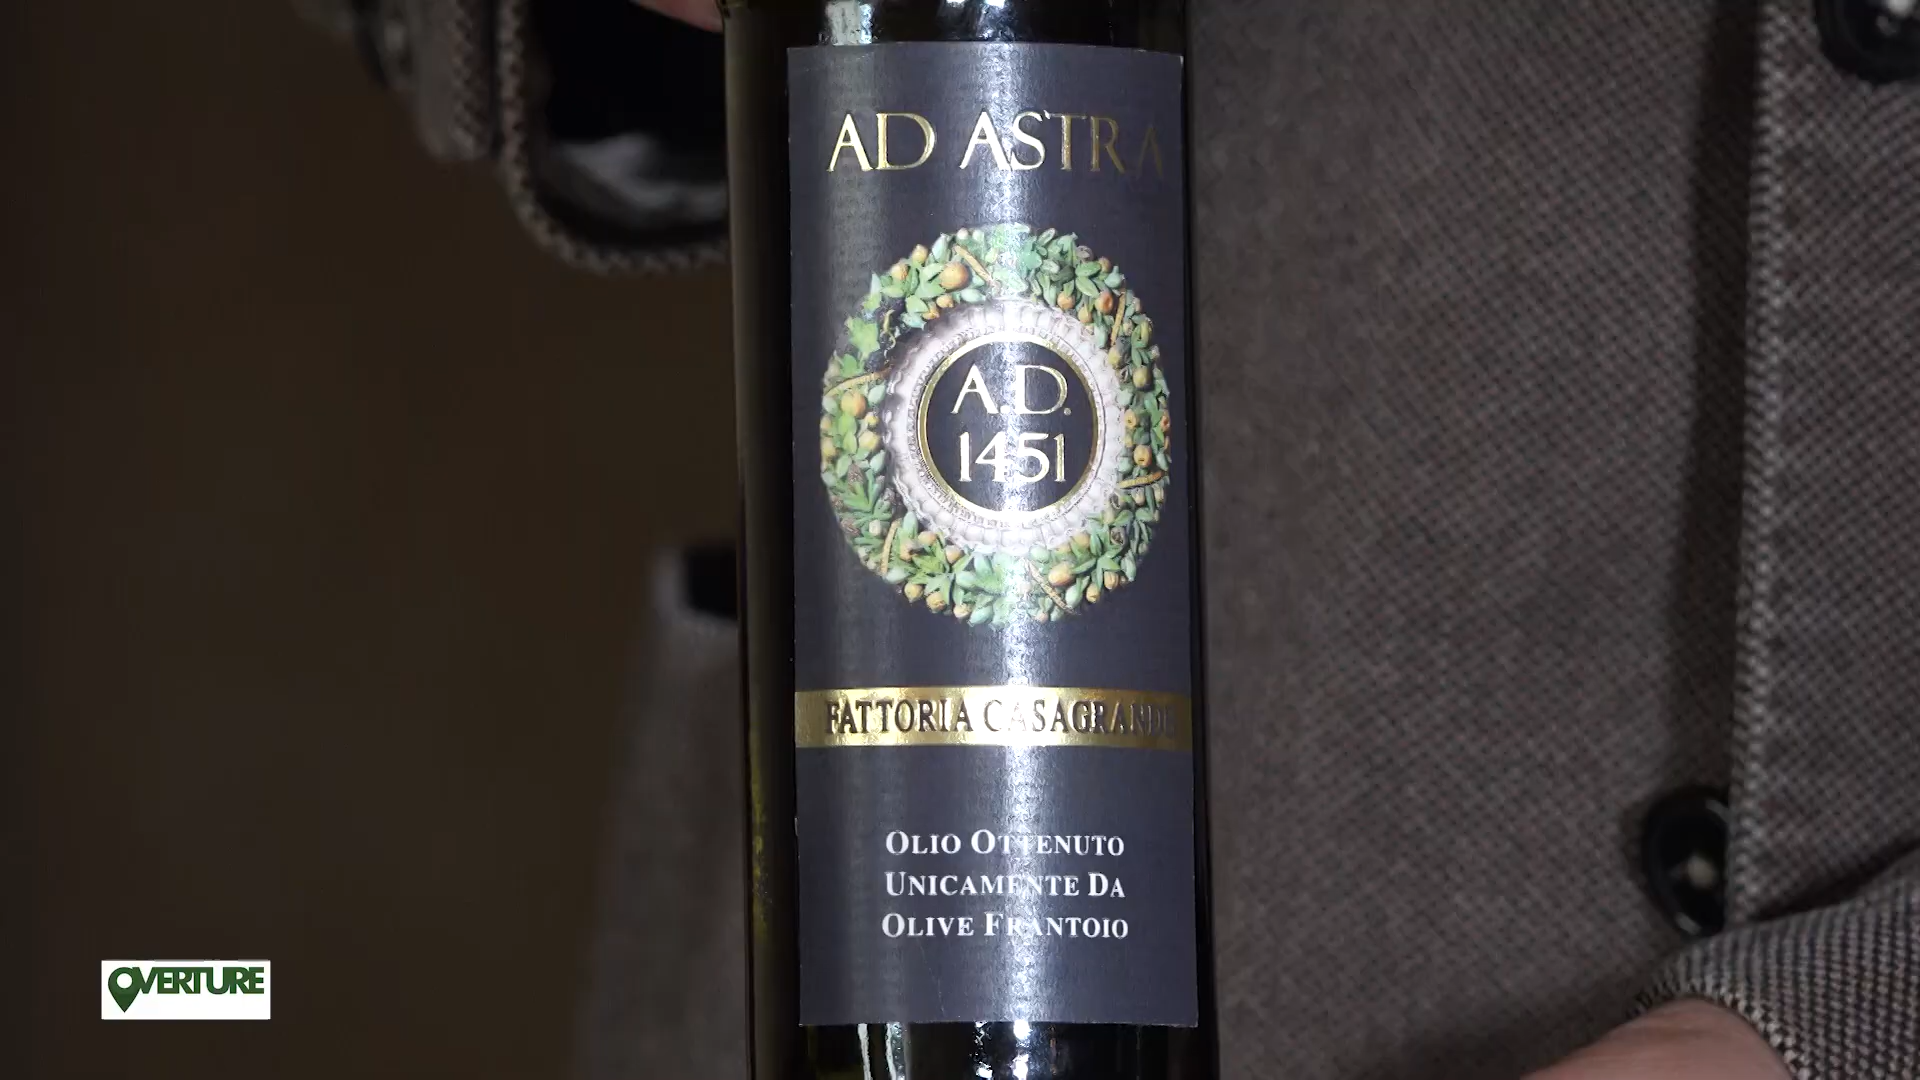 AD ASTRA
A.D.
1451
FATTORIA CASAGRANDE
OLIO OTTENUTO
UNICAMENTE DA
OLIVE FRANTOIO
OVERTURE